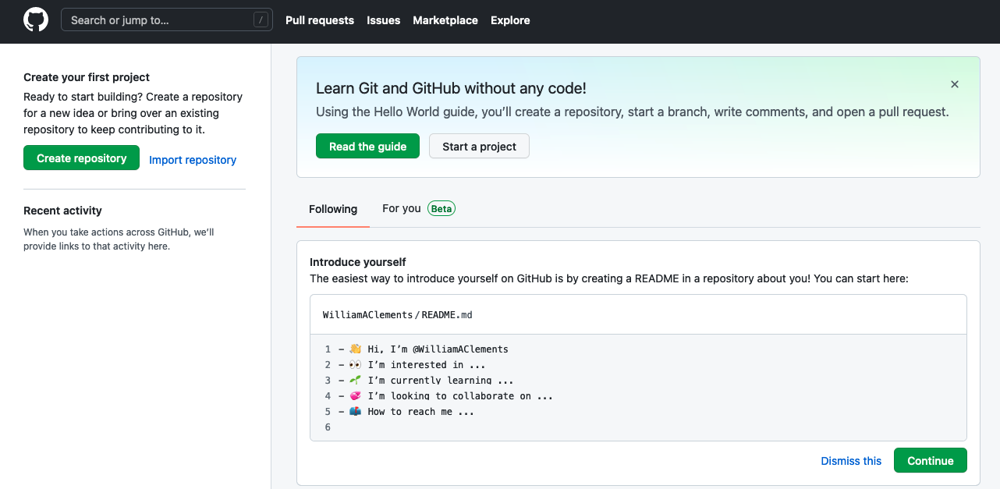 Search or jump to... /
Pull requests Issues Marketplace Explore
Create your first project
Ready to start building? Create a repository
for a new idea or bring over an existing
repository to keep contributing to it.
Create repository Import repository
Recent activity
When you take actions across GitHub, we’ll
provide links to that activity here.
Learn Git and GitHub without any code!
Using the Hello World guide, you’ll create a repository, start a branch, write comments, and open a pull request.
Read the guide Start a project
Following For you Beta
Introduce yourself
The easiest way to introduce yourself on GitHub is by creating a README in a repository about you! You can start here:
WilliamAClements/README.md
1 – 👋 Hi, I’m @WilliamAClements
2 – 👀 I’m interested in ...
3 – 🌱 I’m currently learning ...
4 – 💞️ I’m looking to collaborate on ...
5 – 📫 How to reach me ...
6
Dismiss this Continue